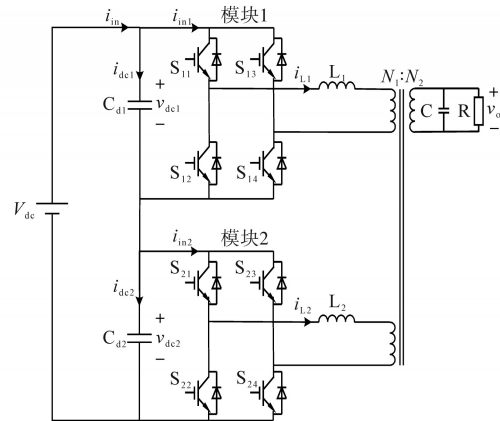 i_in
i_in1
模块1
i_dc1
S_11
S_13
i_L1
L_1
N_1:N_2
C_d1
+
v_dc1
−
C
R
+
v_o
−
S_12
S_14
V_dc
i_in2
模块2
i_dc2
S_21
S_23
i_L2
L_2
C_d2
+
v_dc2
−
S_22
S_24